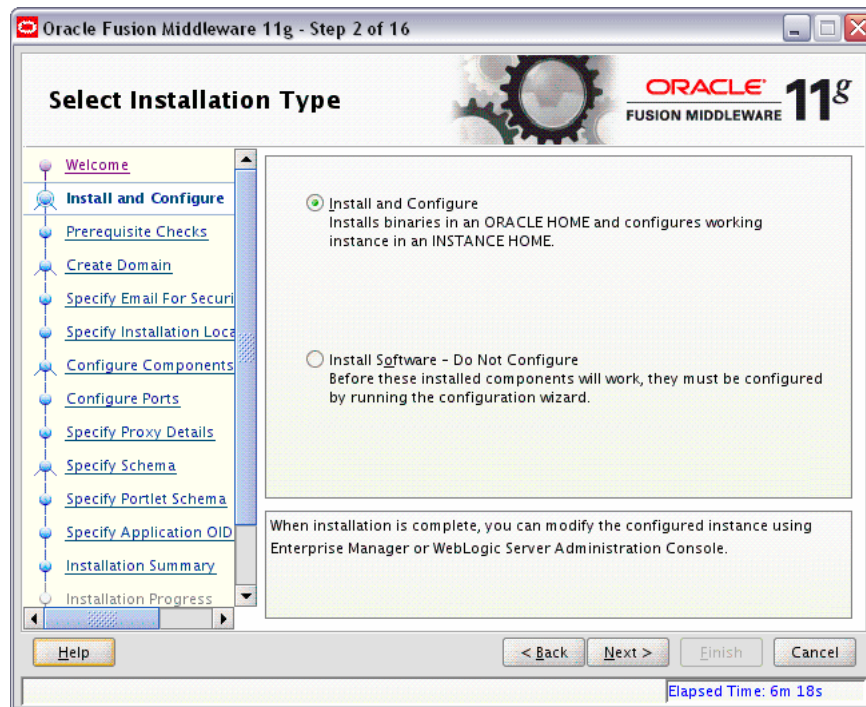 Oracle Fusion Middleware 11g - Step 2 of 16
Select Installation Type
ORACLE
FUSION MIDDLEWARE
11g
Welcome
Install and Configure
Prerequisite Checks
Create Domain
Specify Email For Securi
Specify Installation Loca
Configure Components
Configure Ports
Specify Proxy Details
Specify Schema
Specify Portlet Schema
Specify Application OID
Installation Summary
Installation Progress
Install and Configure
Installs binaries in an ORACLE HOME and configures working
instance in an INSTANCE HOME.
Install Software - Do Not Configure
Before these installed components will work, they must be configured
by running the configuration wizard.
When installation is complete, you can modify the configured instance using
Enterprise Manager or WebLogic Server Administration Console.
Help
< Back
Next >
Finish
Cancel
Elapsed Time: 6m 18s